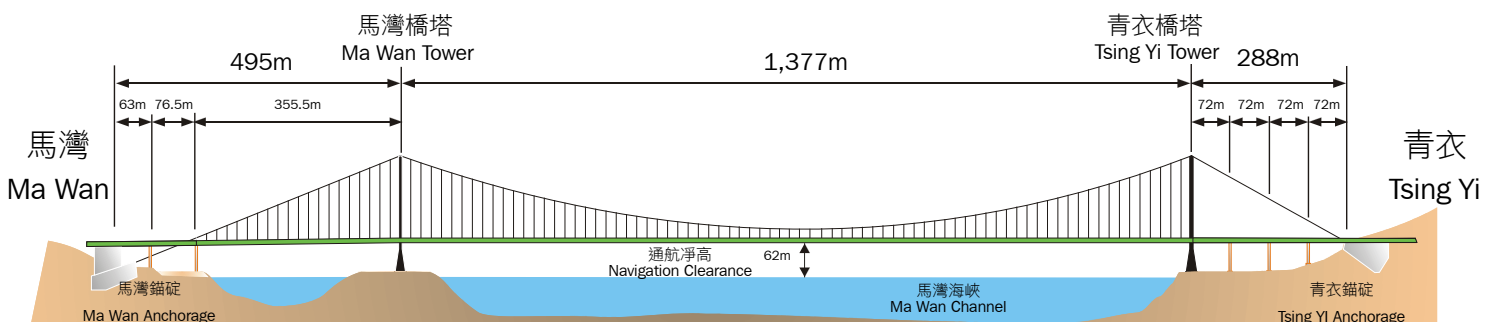 馬灣橋塔
Ma Wan Tower
青衣橋塔
Tsing Yi Tower
495m
1,377m
288m
63m
76.5m
355.5m
72m
72m
72m
72m
馬灣
Ma Wan
青衣
Tsing Yi
通航凈高
Navigation Clearance
62m
馬灣錨碇
Ma Wan Anchorage
馬灣海峽
Ma Wan Channel
青衣錨碇
Tsing YI Anchorage